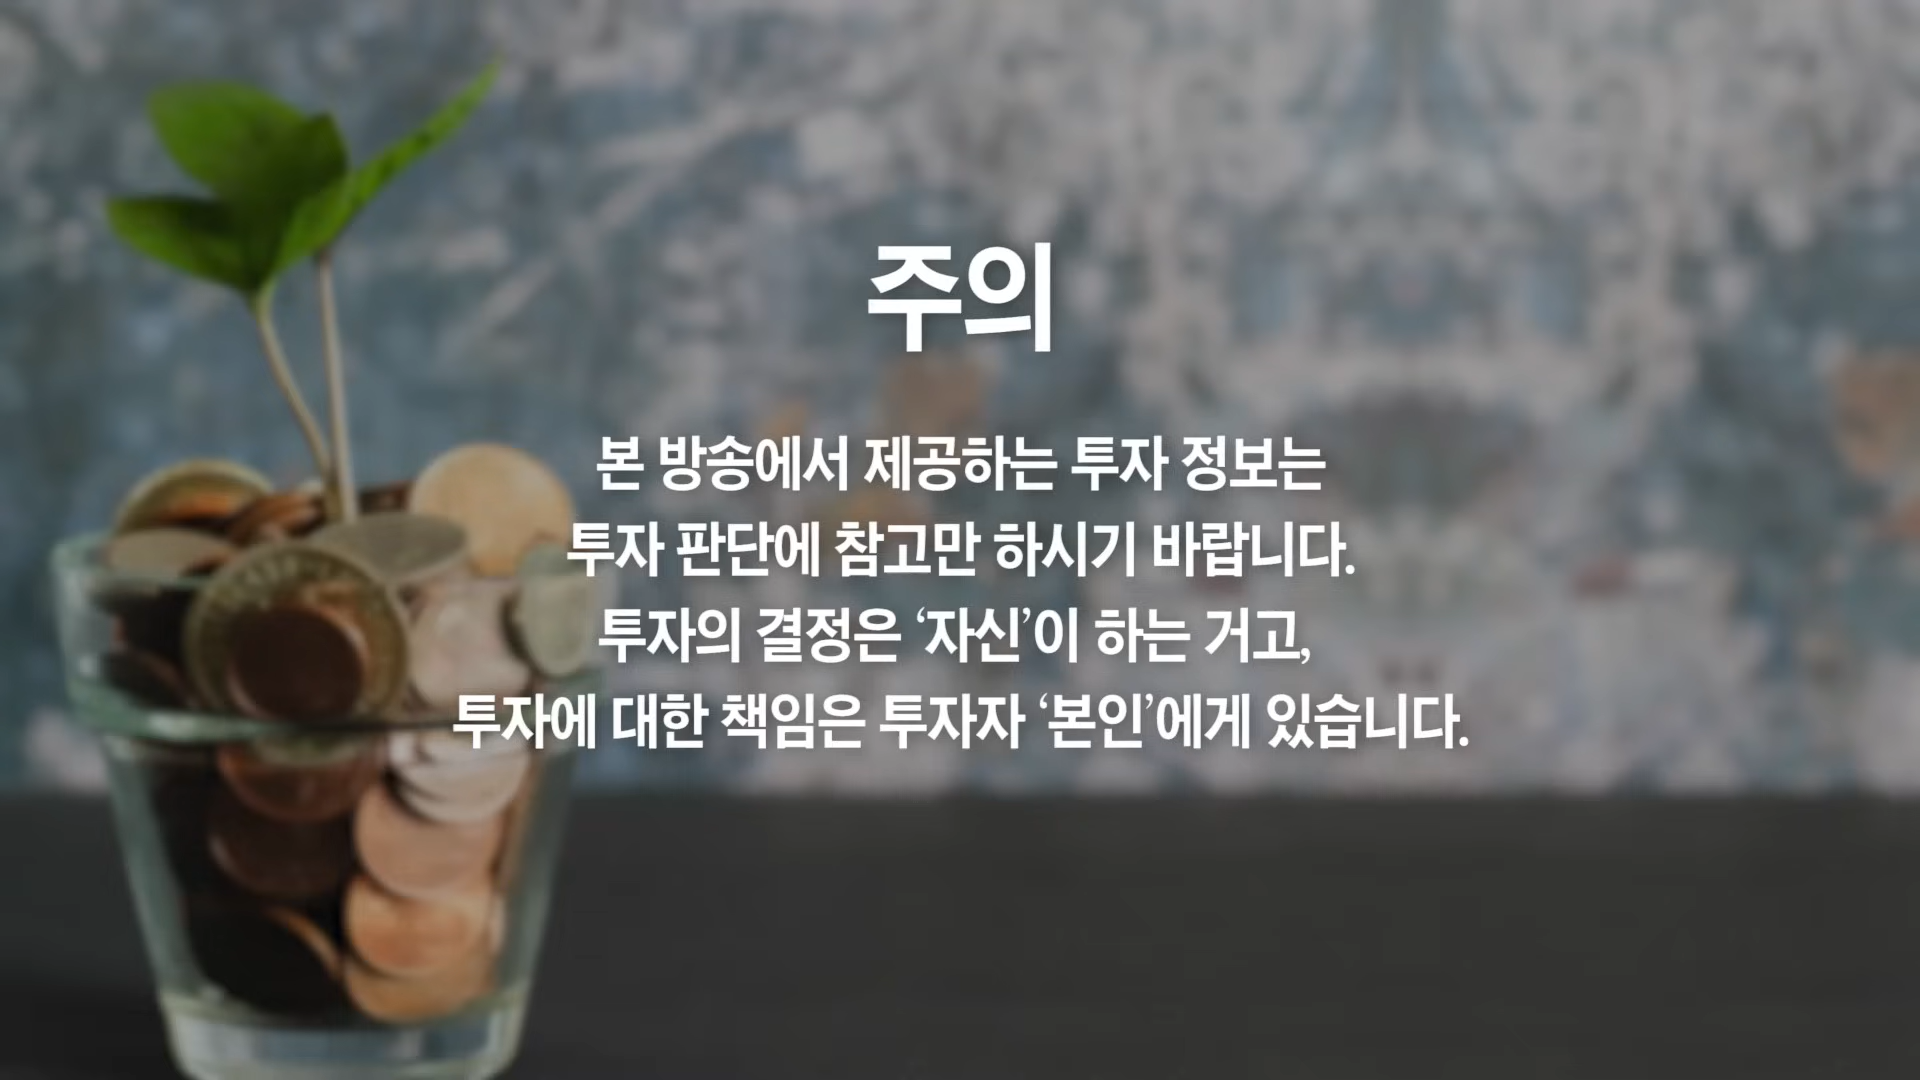 주의
본 방송에서 제공하는 투자 정보는
투자 판단에 참고만 하시기 바랍니다.
투자의 결정은 ‘자신’이 하는 거고,
투자에 대한 책임은 투자자 ‘본인’에게 있습니다.